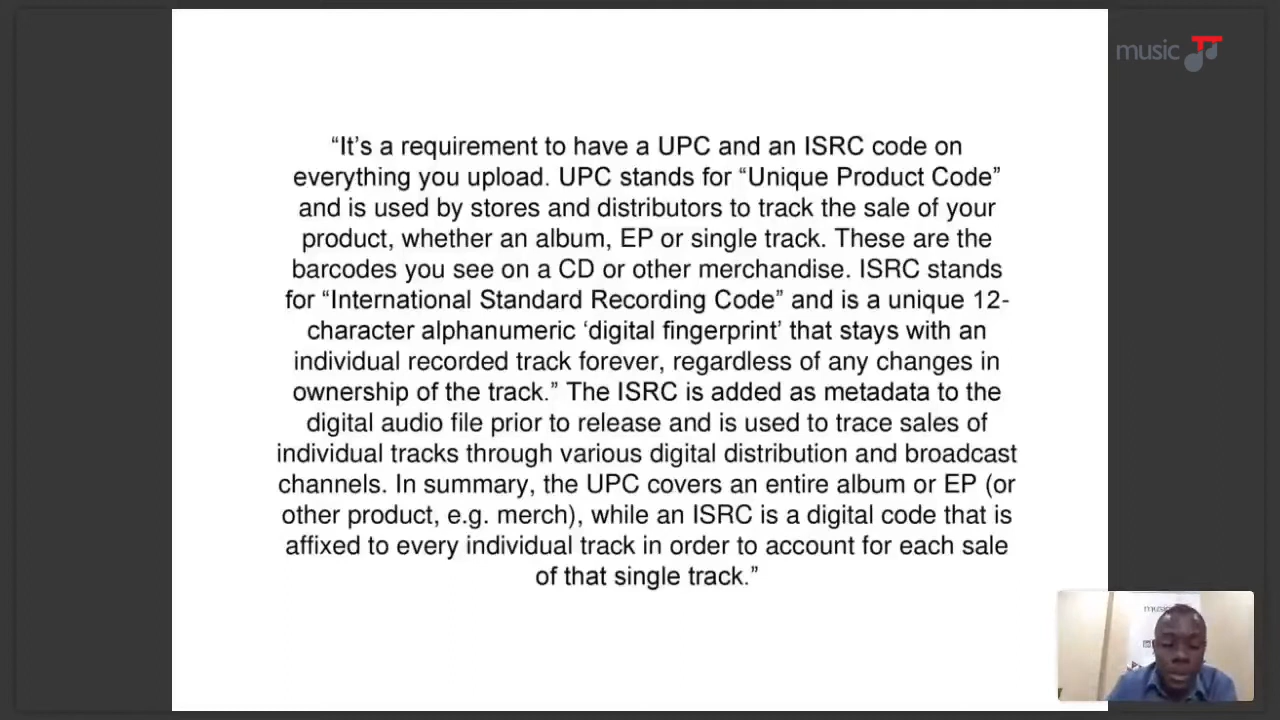 music TT
“It’s a requirement to have a UPC and an ISRC code on
everything you upload. UPC stands for “Unique Product Code”
and is used by stores and distributors to track the sale of your
product, whether an album, EP or single track. These are the
barcodes you see on a CD or other merchandise. ISRC stands
for “International Standard Recording Code” and is a unique 12-
character alphanumeric ‘digital fingerprint’ that stays with an
individual recorded track forever, regardless of any changes in
ownership of the track.” The ISRC is added as metadata to the
digital audio file prior to release and is used to trace sales of
individual tracks through various digital distribution and broadcast
channels. In summary, the UPC covers an entire album or EP (or
other product, e.g. merch), while an ISRC is a digital code that is
affixed to every individual track in order to account for each sale
of that single track.”
music